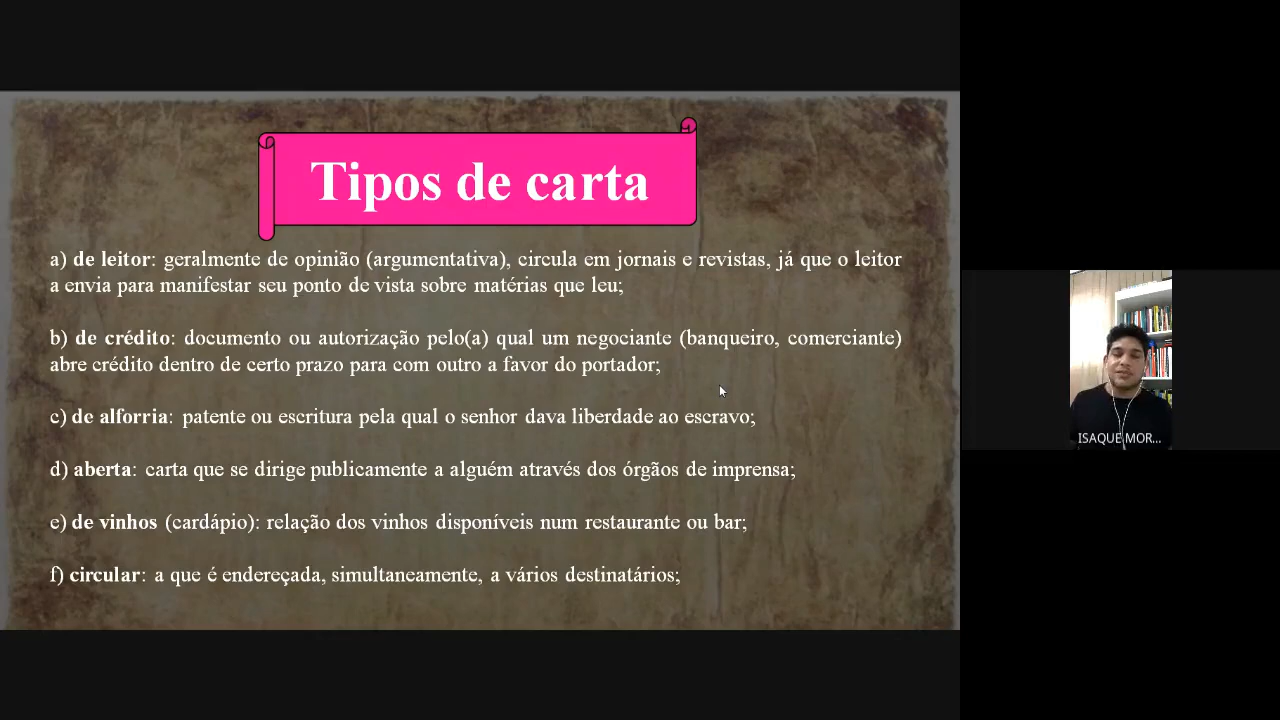 Tipos de carta
a) de leitor: geralmente de opinião (argumentativa), circula em jornais e revistas, já que o leitor
a envia para manifestar seu ponto de vista sobre matérias que leu;
b) de crédito: documento ou autorização pelo(a) qual um negociante (banqueiro, comerciante)
abre crédito dentro de certo prazo para com outro a favor do portador;
c) de alforria: patente ou escritura pela qual o senhor dava liberdade ao escravo;
d) aberta: carta que se dirige publicamente a alguém através dos órgãos de imprensa;
e) de vinhos (cardápio): relação dos vinhos disponíveis num restaurante ou bar;
f) circular: a que é endereçada, simultaneamente, a vários destinatários;
ISAQUE MOR...